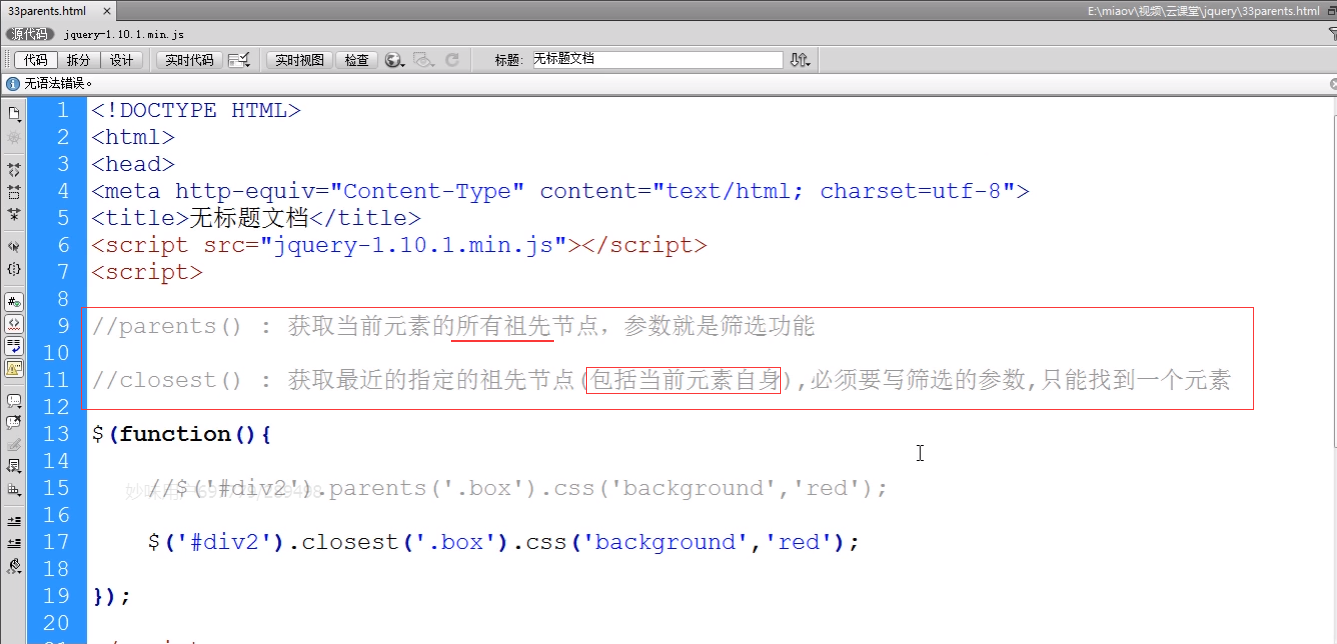 33parents.html ×
E:\miaov\视频\云课堂\jquery\33parents.html
源代码 jquery-1.10.1.min.js
代码 拆分 设计 实时代码 实时视图 检查 标题: 无标题文档
无语法错误。
1 <!DOCTYPE HTML>
2 <html>
3 <head>
4 <meta http-equiv="Content-Type" content="text/html; charset=utf-8">
5 <title>无标题文档</title>
6 <script src="jquery-1.10.1.min.js"></script>
7 <script>
8
9 //parents() : 获取当前元素的所有祖先节点，参数就是筛选功能
10
11 //closest() : 获取最近的指定的祖先节点(包括当前元素自身),必须要写筛选的参数,只能找到一个元素
12
13 $(function(){
14
15 //$('#div2').parents('.box').css('background','red');
16
17 $('#div2').closest('.box').css('background','red');
18
19 });
20